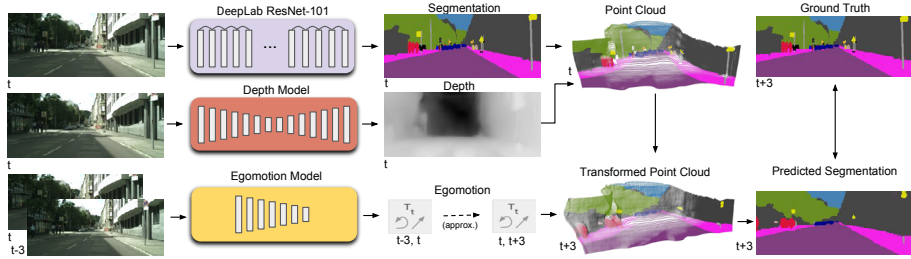 DeepLab ResNet-101
Segmentation
Point Cloud
Ground Truth
...
t
t
t
t+3
Depth Model
Depth
t
t
Egomotion Model
Egomotion
Transformed Point Cloud
Predicted Segmentation
T t
(approx.)
T t
t
t-3
t-3, t
t, t+3
t+3
t+3